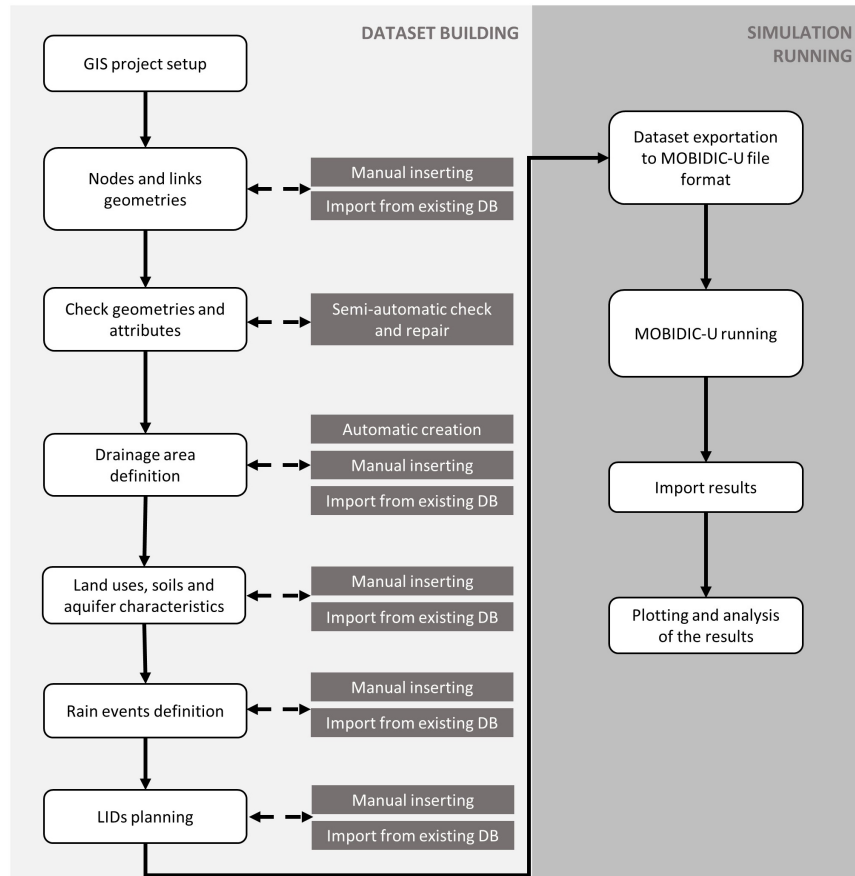 DATASET BUILDING
GIS project setup
Nodes and links
geometries
Manual inserting
Import from existing DB
Check geometries and
attributes
Semi-automatic check
and repair
Drainage area
definition
Automatic creation
Manual inserting
Import from existing DB
Land uses, soils and
aquifer characteristics
Manual inserting
Import from existing DB
Rain events definition
Manual inserting
Import from existing DB
LIDs planning
Manual inserting
Import from existing DB
SIMULATION
RUNNING
Dataset exportation
to MOBIDIC-U file
format
MOBIDIC-U running
Import results
Plotting and analysis
of the results